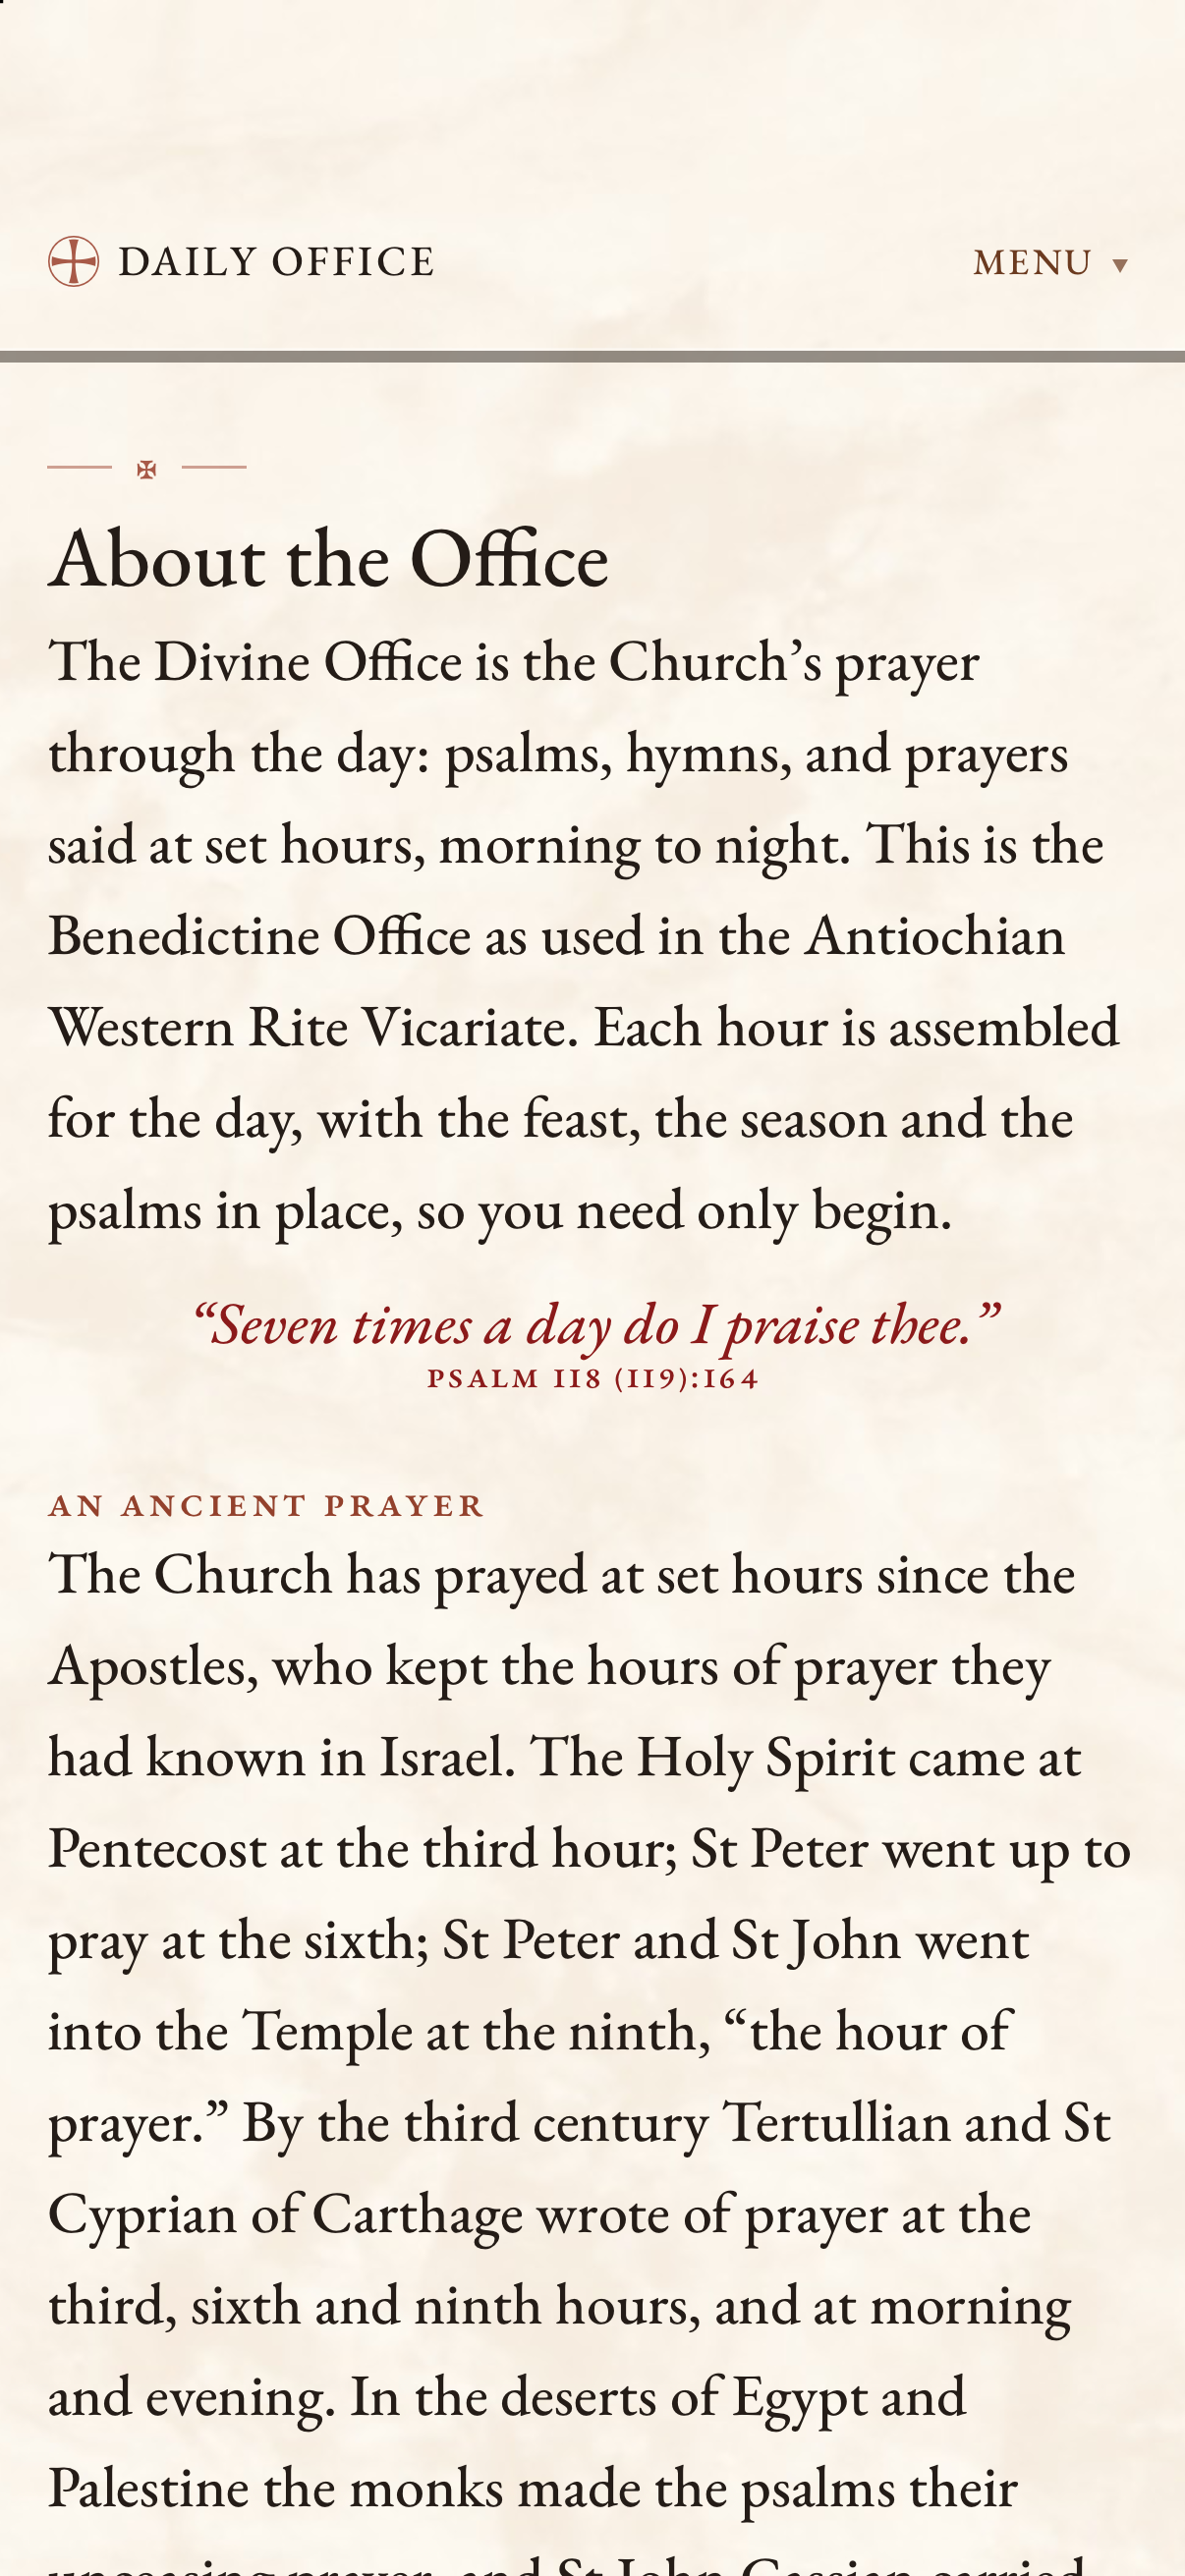 DAILY OFFICE
MENU ▼
✠
About the Office
The Divine Office is the Church’s prayer
through the day: psalms, hymns, and prayers
said at set hours, morning to night. This is the
Benedictine Office as used in the Antiochian
Western Rite Vicariate. Each hour is assembled
for the day, with the feast, the season and the
psalms in place, so you need only begin.
“Seven times a day do I praise thee.”
PSALM 118 (119):164
AN ANCIENT PRAYER
The Church has prayed at set hours since the
Apostles, who kept the hours of prayer they
had known in Israel. The Holy Spirit came at
Pentecost at the third hour; St Peter went up to
pray at the sixth; St Peter and St John went
into the Temple at the ninth, “the hour of
prayer.” By the third century Tertullian and St
Cyprian of Carthage wrote of prayer at the
third, sixth and ninth hours, and at morning
and evening. In the deserts of Egypt and
Palestine the monks made the psalms their
unceasing prayer, and St John Cassian carried